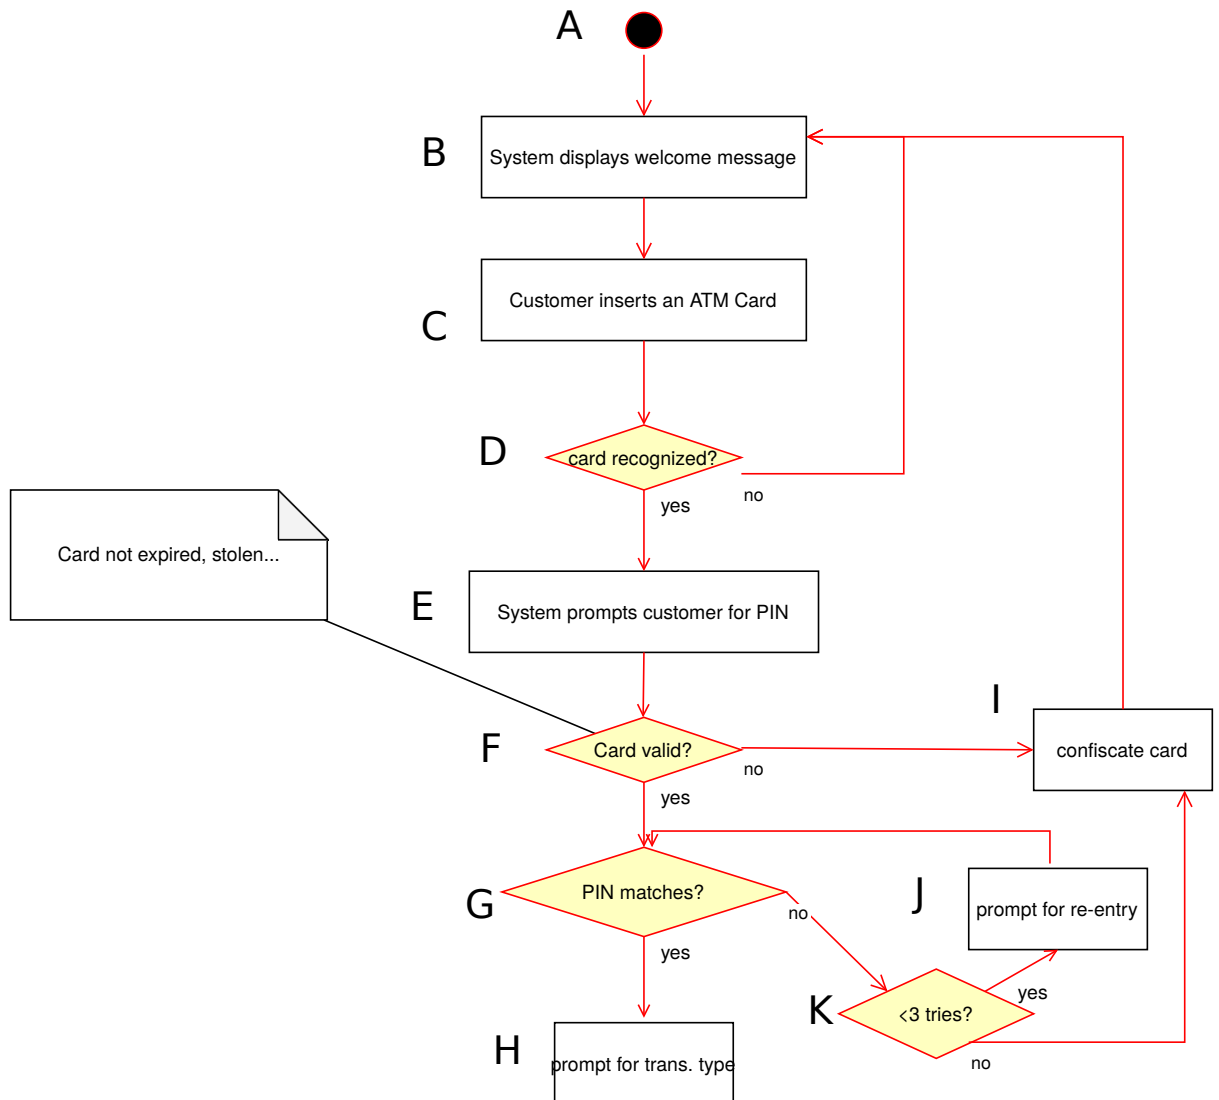 A
B
System displays welcome message
Customer inserts an ATM Card
C
D
card recognized?
no
yes
Card not expired, stolen...
E
System prompts customer for PIN
I
F
Card valid?
confiscate card
no
yes
J
G
PIN matches?
no
prompt for re-entry
yes
yes
K
<3 tries?
H
prompt for trans. type
no